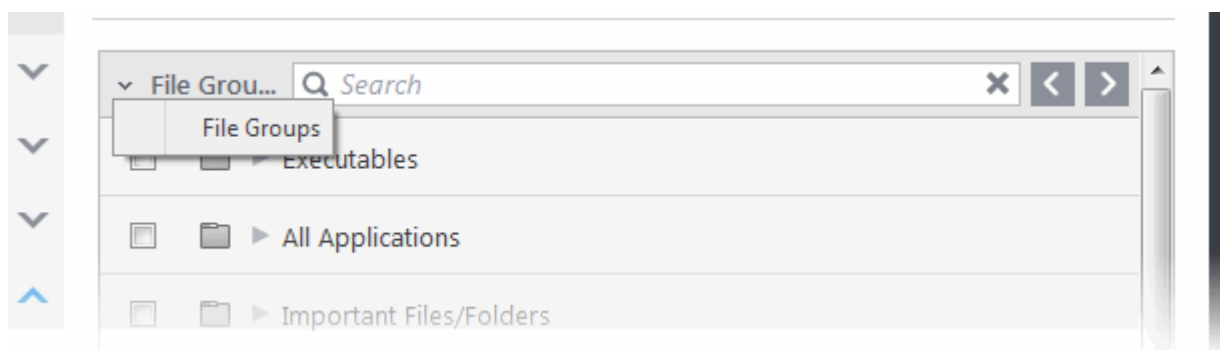 File Grou... Search
File Groups
Executables
All Applications
Important Files/Folders